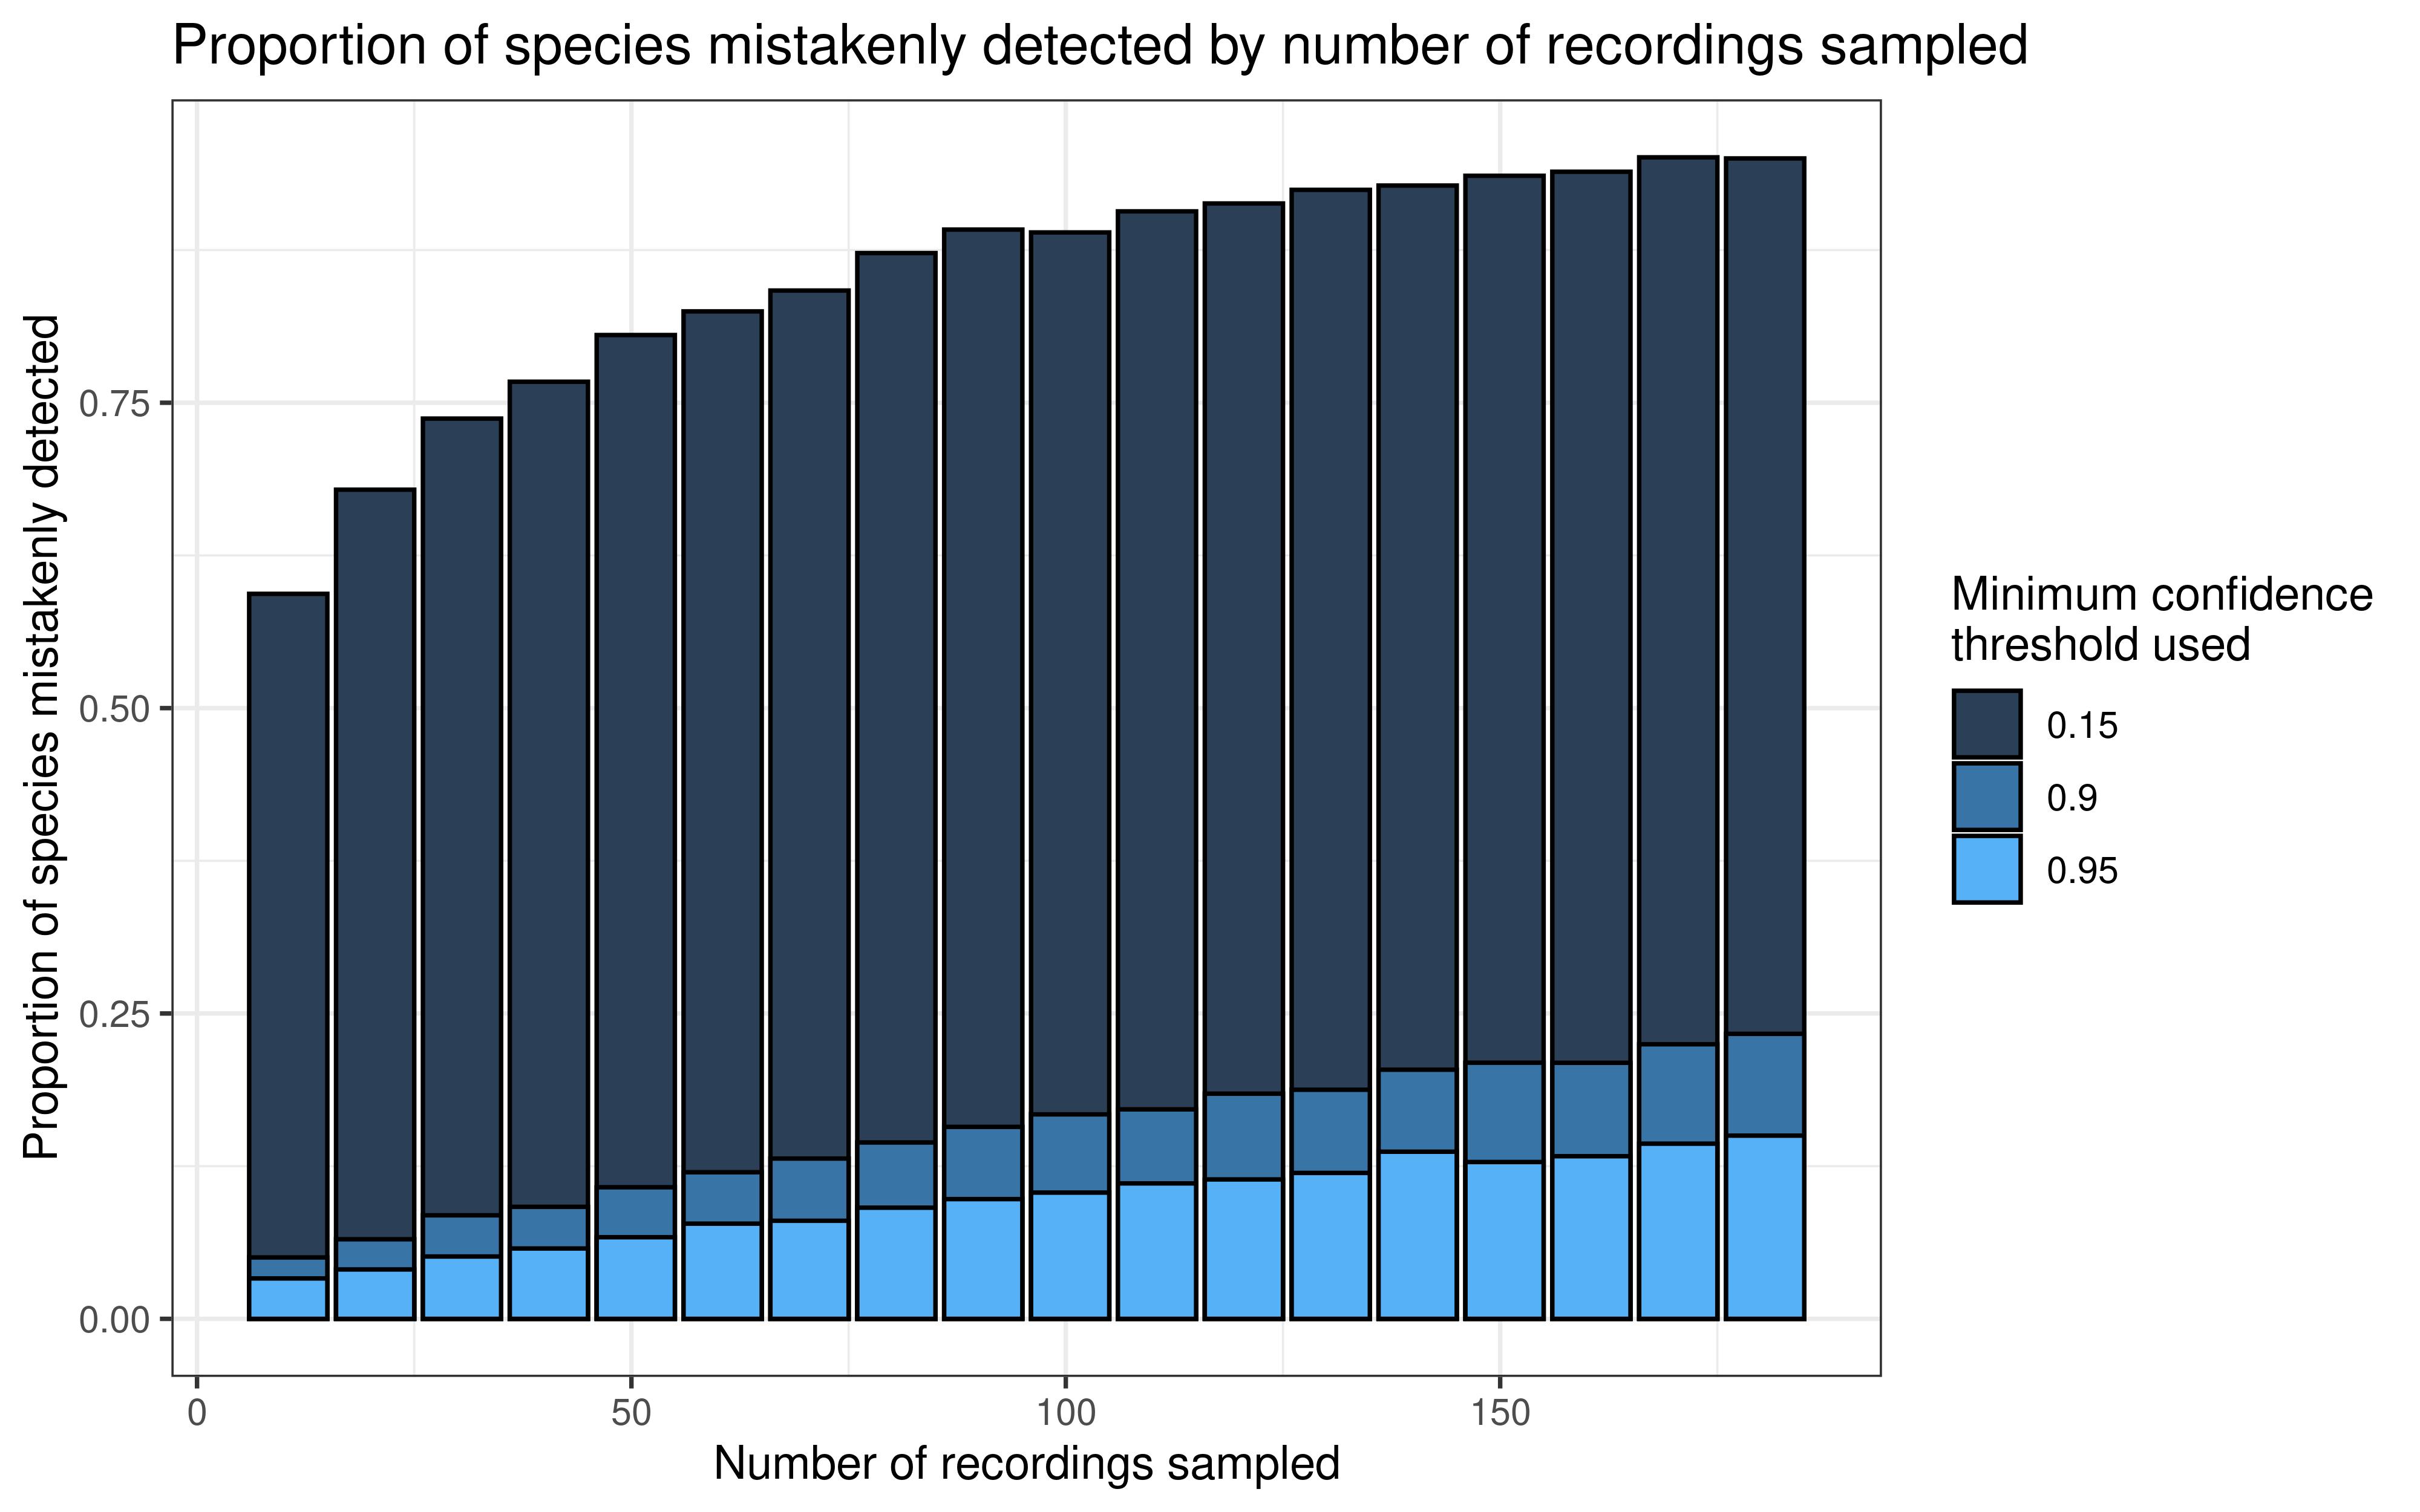 Proportion of species mistakenly detected by number of recordings sampled
Proportion of species mistakenly detected
0.75
0.50
0.25
0.00
0
50
100
150
Number of recordings sampled
Minimum confidence
threshold used
0.15
0.9
0.95